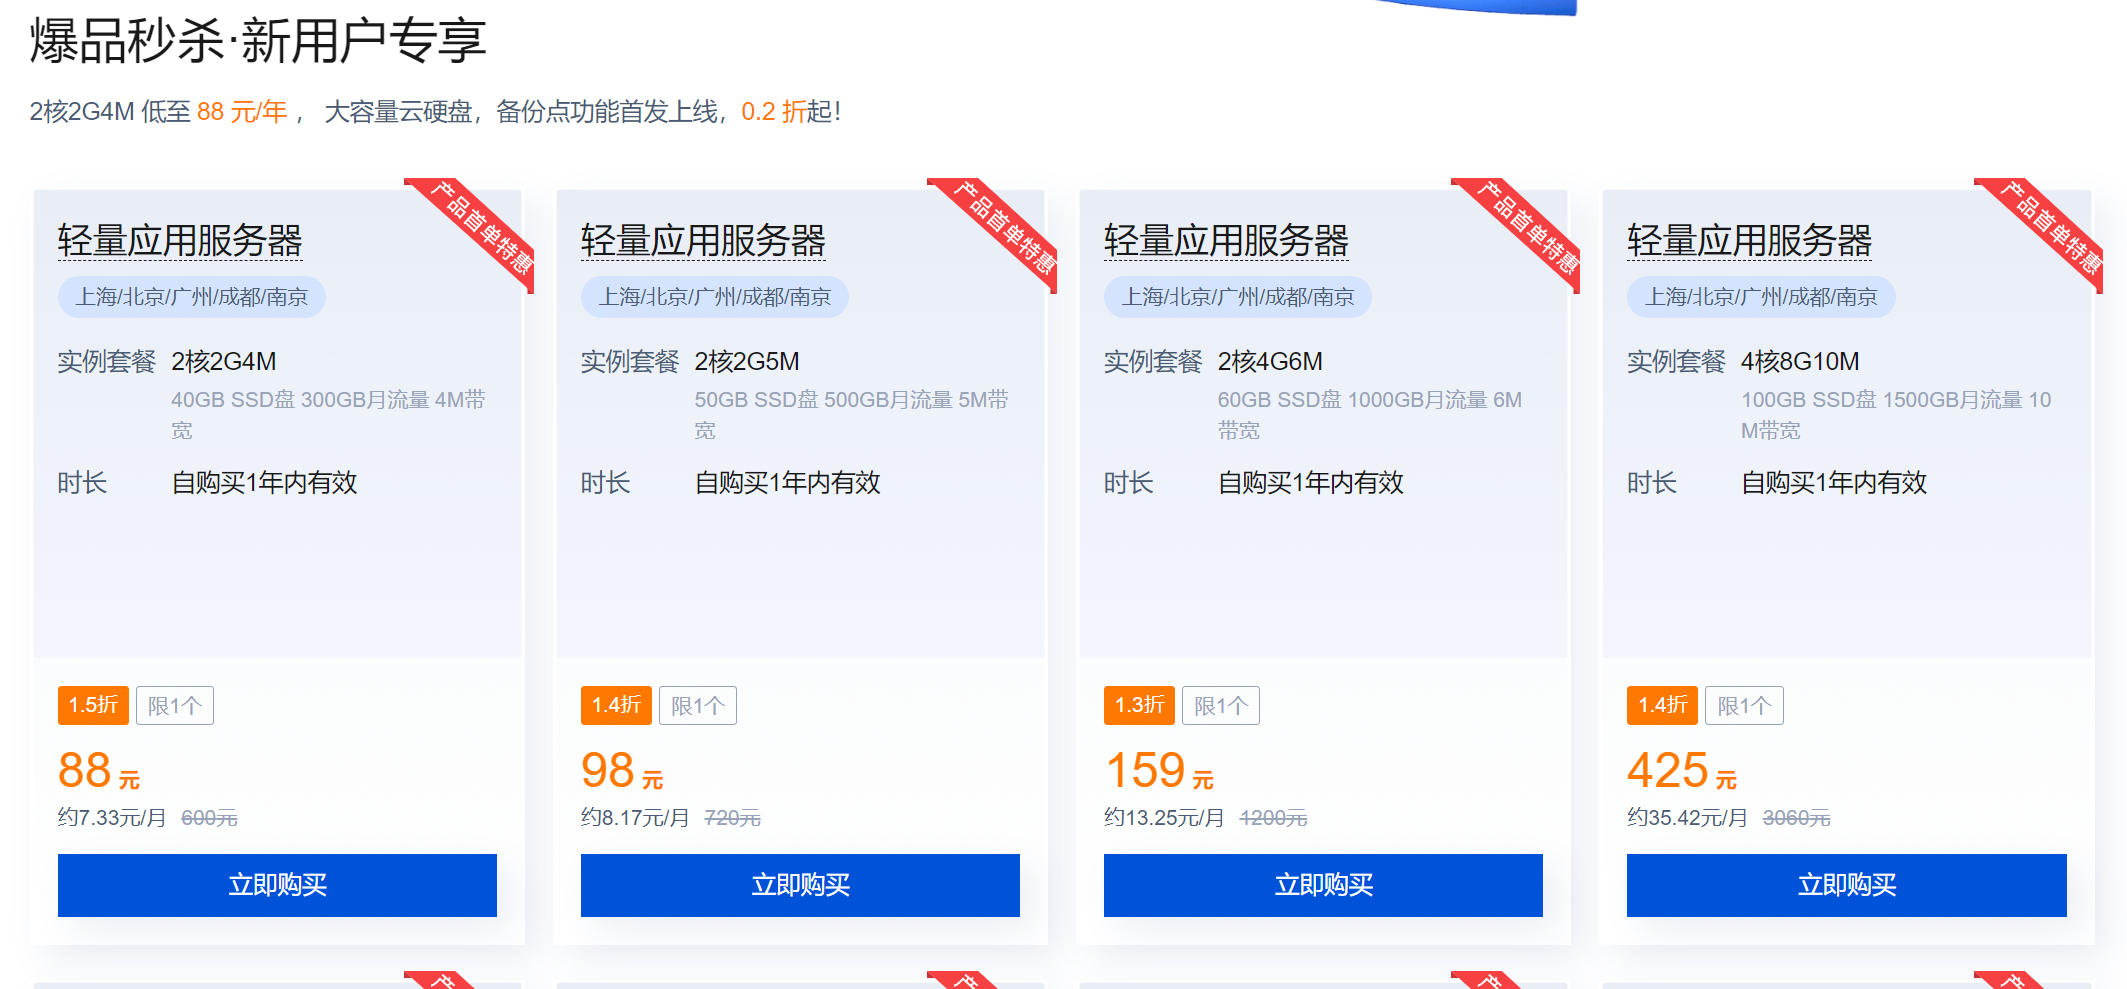 爆品秒杀·新用户专享
2核2G4M 低至 88 元/年 ， 大容量云硬盘，备份点功能首发上线，0.2 折起！
产品首单特惠
轻量应用服务器
上海/北京/广州/成都/南京
实例套餐 2核2G4M
40GB SSD盘 300GB月流量 4M带
宽
时长 自购买1年内有效
1.5折 限1个
88 元
约7.33元/月 600元
立即购买
产品首单特惠
轻量应用服务器
上海/北京/广州/成都/南京
实例套餐 2核2G5M
50GB SSD盘 500GB月流量 5M带
宽
时长 自购买1年内有效
1.4折 限1个
98 元
约8.17元/月 720元
立即购买
产品首单特惠
轻量应用服务器
上海/北京/广州/成都/南京
实例套餐 2核4G6M
60GB SSD盘 1000GB月流量 6M
带宽
时长 自购买1年内有效
1.3折 限1个
159 元
约13.25元/月 1200元
立即购买
产品首单特惠
轻量应用服务器
上海/北京/广州/成都/南京
实例套餐 4核8G10M
100GB SSD盘 1500GB月流量 10
M带宽
时长 自购买1年内有效
1.4折 限1个
425 元
约35.42元/月 3060元
立即购买
产
产
产
产